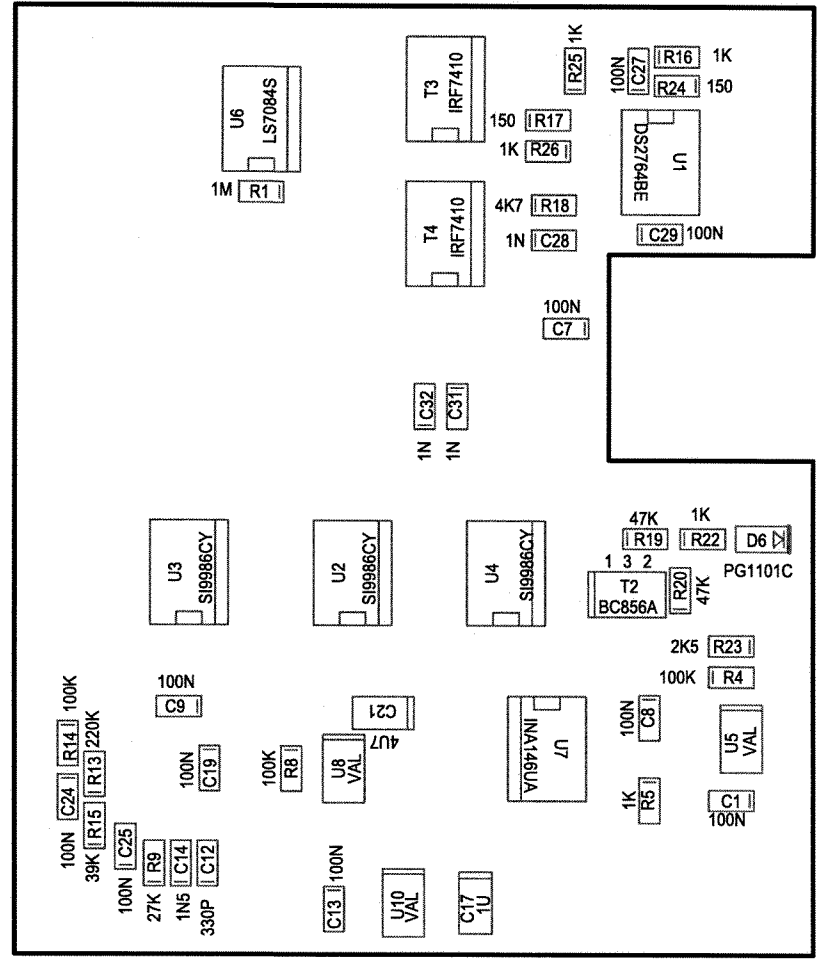 1K
R25
100N
C27
R16
1K
R24
150
U6
LS7084S
T3
IRF7410
150
R17
1K
R26
DS2764BE
U1
1M
R1
T4
IRF7410
4K7
R18
1N
C28
C29
100N
100N
C7
C32
C31
1N
1N
U3
SI9986CY
U2
SI9986CY
U4
SI9986CY
47K
R19
1K
R22
D6
PG1101C
1 3 2
T2
BC856A
R20
47K
2K5
R23
100K
R4
100K
R14
220K
R13
100N
C9
C21
4U7
100N
C8
U5
VAL
100N
C19
100K
R8
U8
VAL
INA146UA
U7
C24
100N
R15
39K
1K
R5
C1
100N
C25
100N
R9
27K
C14
1N5
C12
330P
100N
C13
U10
VAL
C17
1U